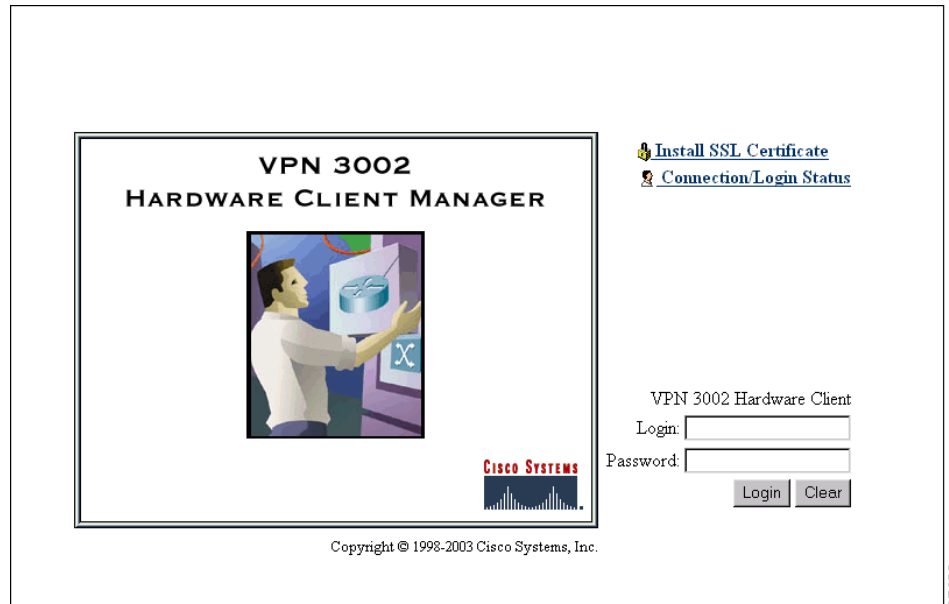 VPN 3002
HARDWARE CLIENT MANAGER
CISCO SYSTEMS
Copyright © 1998-2003 Cisco Systems, Inc.
Install SSL Certificate
Connection/Login Status
VPN 3002 Hardware Client
Login:
Password:
Login Clear